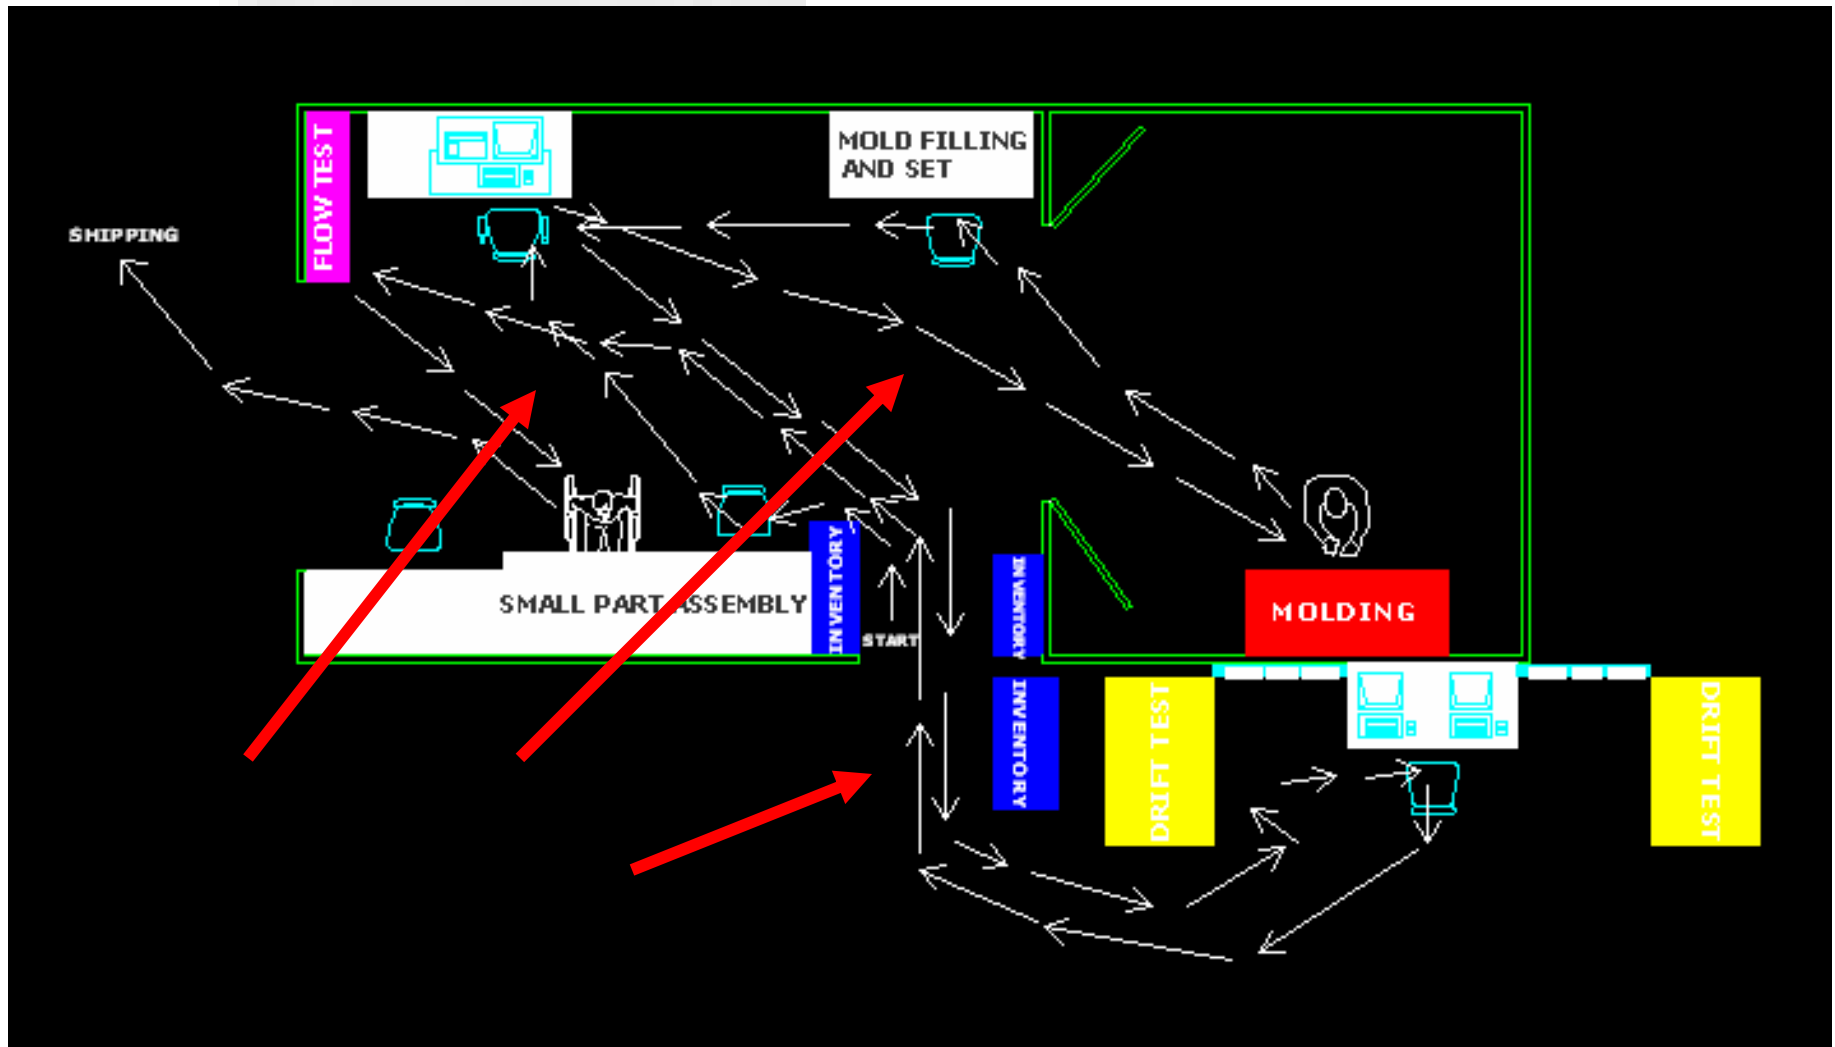 FLOW TEST
MOLD FILLING
AND SET
SHIPPING
SMALL PART ASSEMBLY
INVENTORY
START
INVENTORY
MOLDING
INVENTORY
DRIFT TEST
DRIFT TEST